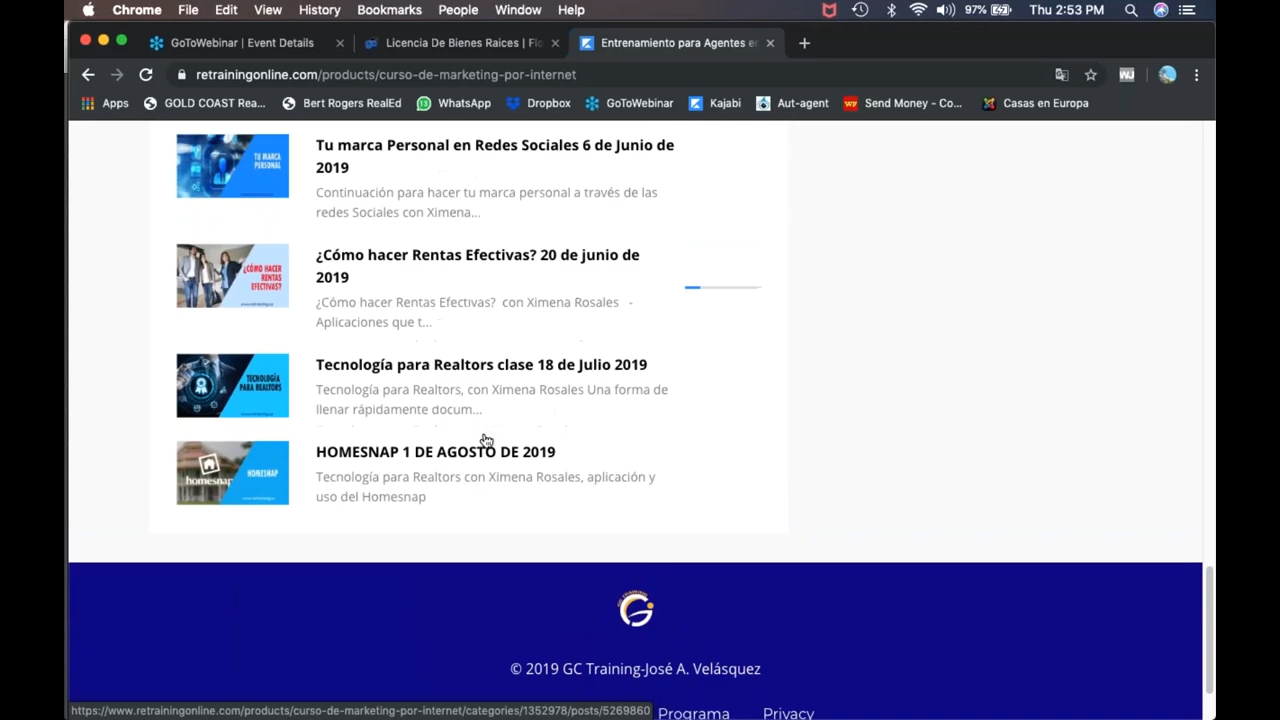 Chrome File Edit View History Bookmarks People Window Help 97% Thu 2:53 PM
GoToWebinar | Event Details Licencia De Bienes Raices | Flo Entrenamiento para Agentes en
retrainingonline.com/products/curso-de-marketing-por-internet
Apps GOLD COAST Rea... Bert Rogers RealEd WhatsApp Dropbox GoToWebinar Kajabi Aut-agent Send Money - Co... Casas en Europa
TU MARCA
PERSONAL
Tu marca Personal en Redes Sociales 6 de Junio de
2019
Continuación para hacer tu marca personal a través de las
redes Sociales con Ximena...
¿CÓMO HACER
RENTAS
EFECTIVAS?
¿Cómo hacer Rentas Efectivas? 20 de junio de
2019
¿Cómo hacer Rentas Efectivas? con Ximena Rosales -
Aplicaciones que t...
TECNOLOGÍA
PARA REALTORS
Tecnología para Realtors clase 18 de Julio 2019
Tecnología para Realtors, con Ximena Rosales Una forma de
llenar rápidamente docum...
homesnap
HOMESNAP
HOMESNAP 1 DE AGOSTO DE 2019
Tecnología para Realtors con Ximena Rosales, aplicación y
uso del Homesnap
GC TRAINING
© 2019 GC Training-José A. Velásquez
https://www.retrainingonline.com/products/curso-de-marketing-por-internet/categories/1352978/posts/5269860
Programa Privacy